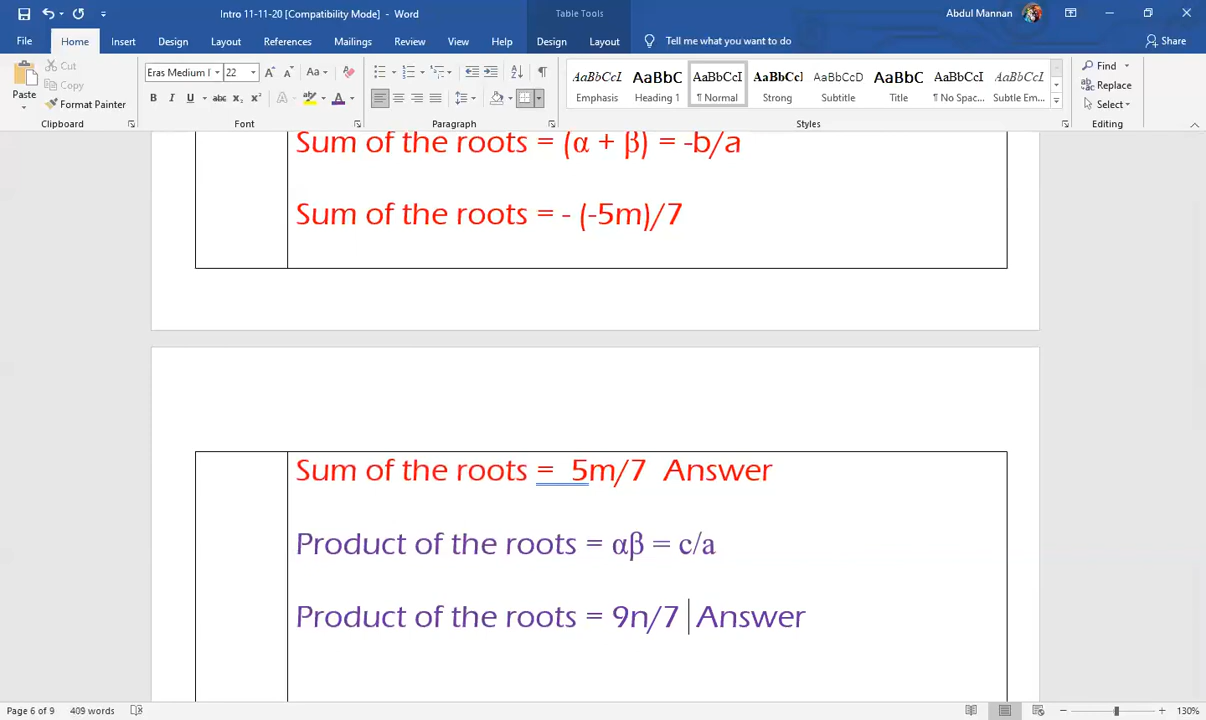 Intro 11-11-20 [Compatibility Mode] - Word
Table Tools
Abdul Mannan
File Home Insert Design Layout References Mailings Review View Help Design Layout Tell me what you want to do Share
Paste
Cut
Copy
Format Painter
Clipboard
Eras Medium I 22 Aa
B I U abc x₂ x² A A
Font
Paragraph
AaBbCcI AaBbC AaBbCcI AaBbCcI AaBbCcD AaBbC AaBbCcI AaBbCcI
Emphasis Heading 1 ¶ Normal Strong Subtitle Title ¶ No Spac... Subtle Em...
Styles
Find
Replace
Select
Editing
Sum of the roots = (α + β) = -b/a
Sum of the roots = - (-5m)/7
Sum of the roots = 5m/7 Answer
Product of the roots = αβ = c/a
Product of the roots = 9n/7 Answer
Page 6 of 9 409 words 130%